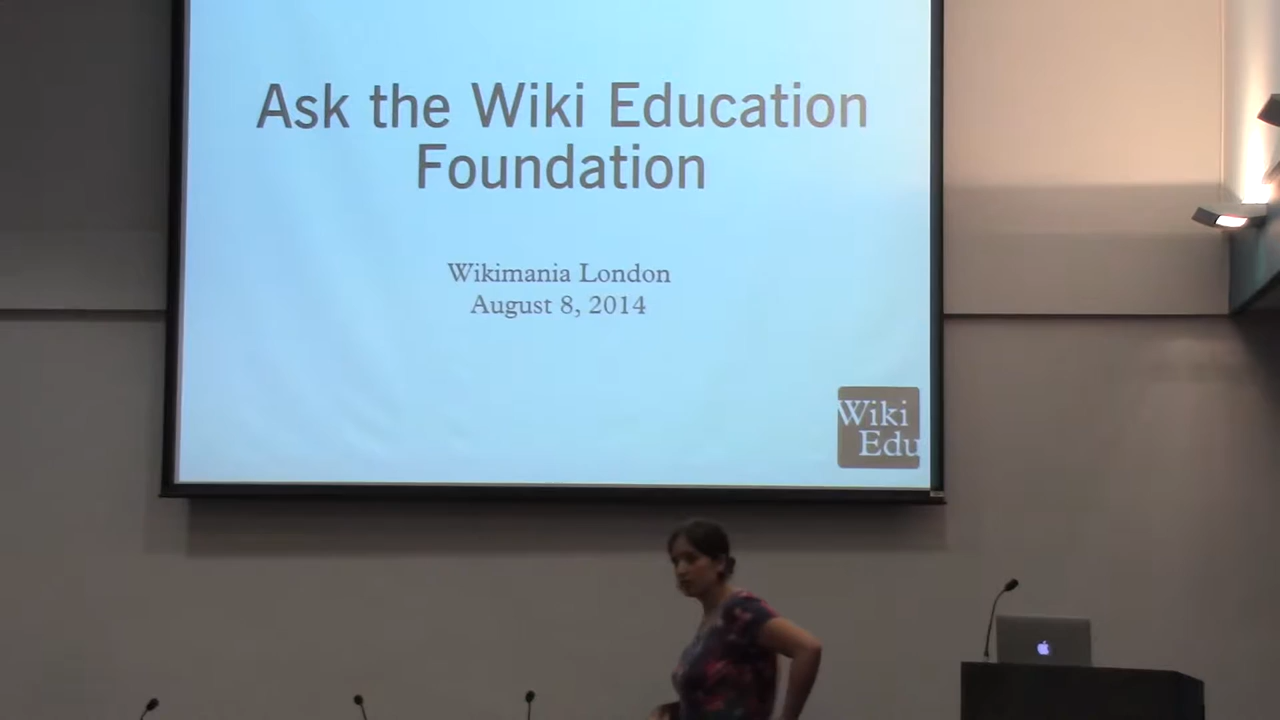 Ask the Wiki Education
Foundation
Wikimania London
August 8, 2014
Wiki
Edu